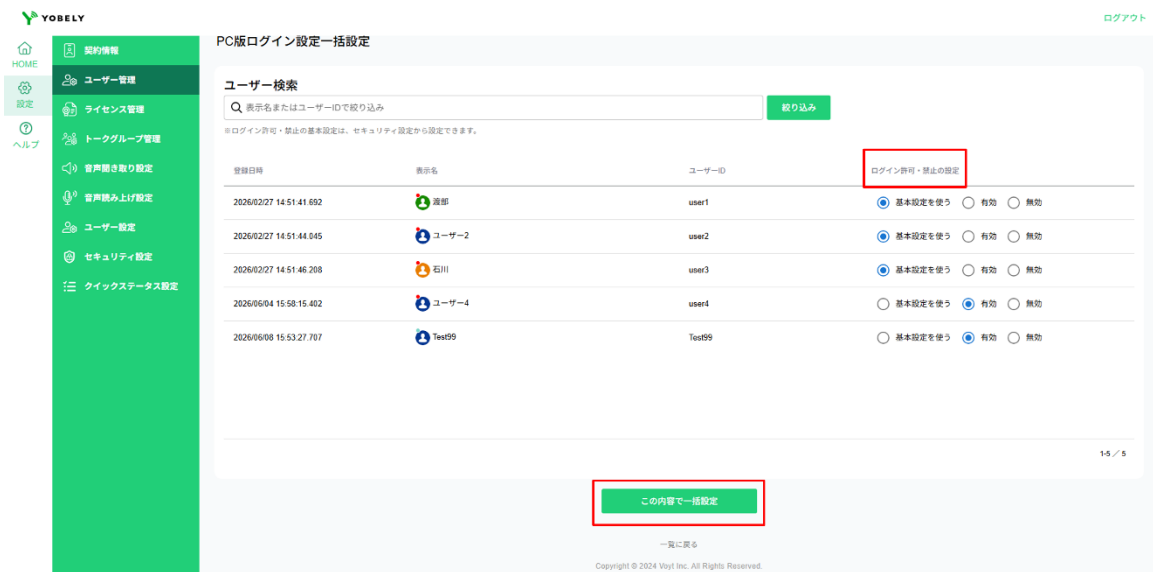 YOBELY
ログアウト
HOME
設定
ヘルプ
契約情報
ユーザー管理
ライセンス管理
トークグループ管理
音声聞き取り設定
音声読み上げ設定
ユーザー設定
セキュリティ設定
クイックステータス設定
PC版ログイン設定一括設定
ユーザー検索
表示名またはユーザーIDで絞り込み
絞り込み
※ログイン許可・禁止の基本設定は、セキュリティ設定から設定できます。
登録日時 表示名 ユーザーID ログイン許可・禁止の設定
2026/02/27 14:51:41.692 渡部 user1 基本設定を使う 有効 無効
2026/02/27 14:51:44.045 ユーザー2 user2 基本設定を使う 有効 無効
2026/02/27 14:51:46.208 石川 user3 基本設定を使う 有効 無効
2026/06/04 15:58:15.402 ユーザー4 user4 基本設定を使う 有効 無効
2026/06/08 15:53:27.707 Test99 Test99 基本設定を使う 有効 無効
1-5 ／ 5
この内容で一括設定
一覧に戻る
Copyright © 2024 Voyt Inc. All Rights Reserved.